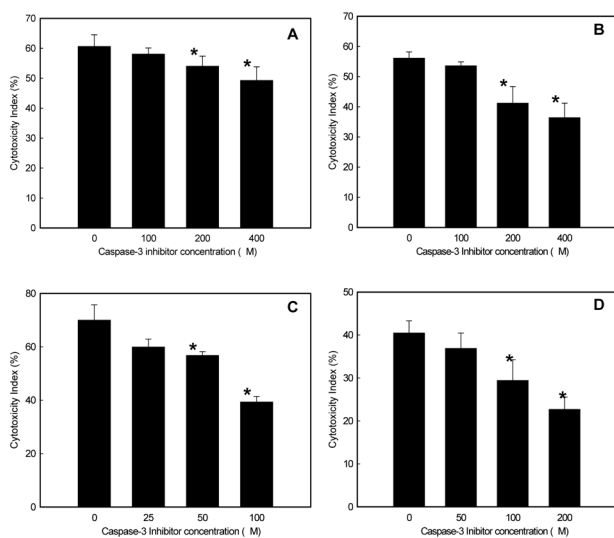 A
Cytotoxicity Index (%)
70
60
50
40
30
20
10
0
*
*
0 100 200 400
Caspase-3 inhibitor concentration ( M)
B
Cytotoxicity Index (%)
70
60
50
40
30
20
10
0
*
*
0 100 200 400
Caspase-3 Inhibitor concentration ( M)
C
Cytotoxicity Index (%)
80
60
40
20
0
*
*
0 25 50 100
Caspase-3 Inhibitor concentration ( M)
D
Cytotoxicity Index (%)
50
40
30
20
10
0
*
*
0 50 100 200
Caspase-3 Inibitor concentration ( M)